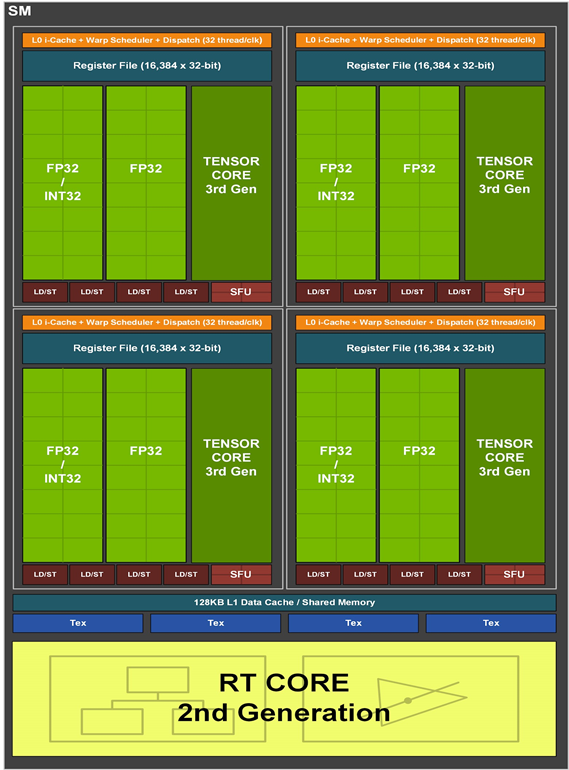 SM
L0 i-Cache + Warp Scheduler + Dispatch (32 thread/clk)
Register File (16,384 x 32-bit)
FP32
/
INT32
FP32
TENSOR
CORE
3rd Gen
LD/ST
LD/ST
LD/ST
LD/ST
SFU
L0 i-Cache + Warp Scheduler + Dispatch (32 thread/clk)
Register File (16,384 x 32-bit)
FP32
/
INT32
FP32
TENSOR
CORE
3rd Gen
LD/ST
LD/ST
LD/ST
LD/ST
SFU
L0 i-Cache + Warp Scheduler + Dispatch (32 thread/clk)
Register File (16,384 x 32-bit)
FP32
/
INT32
FP32
TENSOR
CORE
3rd Gen
LD/ST
LD/ST
LD/ST
LD/ST
SFU
L0 i-Cache + Warp Scheduler + Dispatch (32 thread/clk)
Register File (16,384 x 32-bit)
FP32
/
INT32
FP32
TENSOR
CORE
3rd Gen
LD/ST
LD/ST
LD/ST
LD/ST
SFU
128KB L1 Data Cache / Shared Memory
Tex
Tex
Tex
Tex
RT CORE
2nd Generation